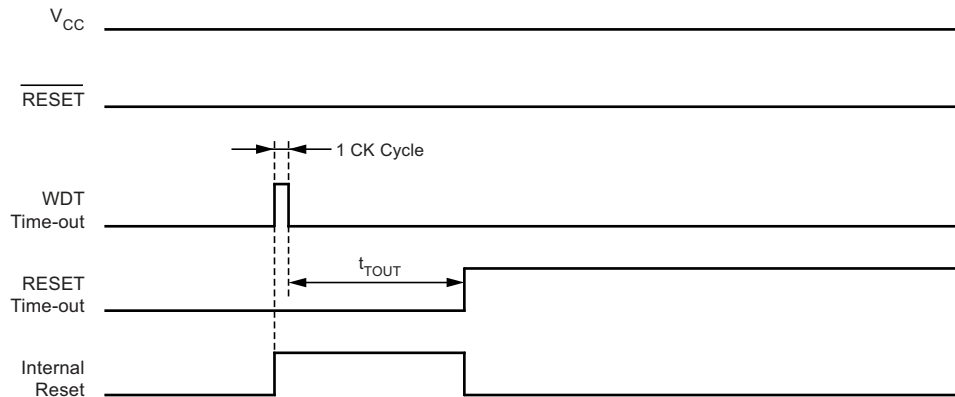 VCC
RESET
1 CK Cycle
WDT
Time-out
tTOUT
RESET
Time-out
Internal
Reset